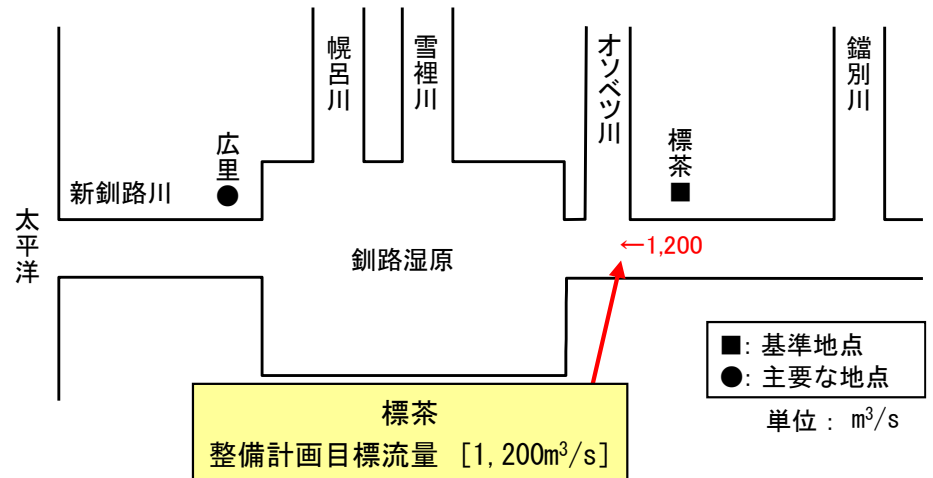 幌呂川
雪裡川
オソベツ川
鐺別川
広里
標茶
新釧路川
太平洋
釧路湿原
←1,200
■: 基準地点
●: 主要な地点
単位： m³/s
標茶
整備計画目標流量 ［1,200m³/s］